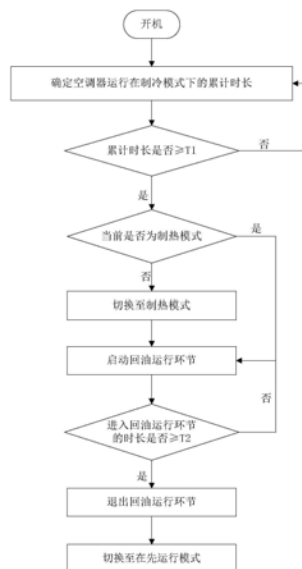 开机
确定空调器运行在制冷模式下的累计时长
累计时长是否≥T1
否
是
当前是否为制热模式
是
否
切换至制热模式
启动回油运行环节
否
进入回油运行环节
的时长是否≥T2
是
退出回油运行环节
切换至在先运行模式